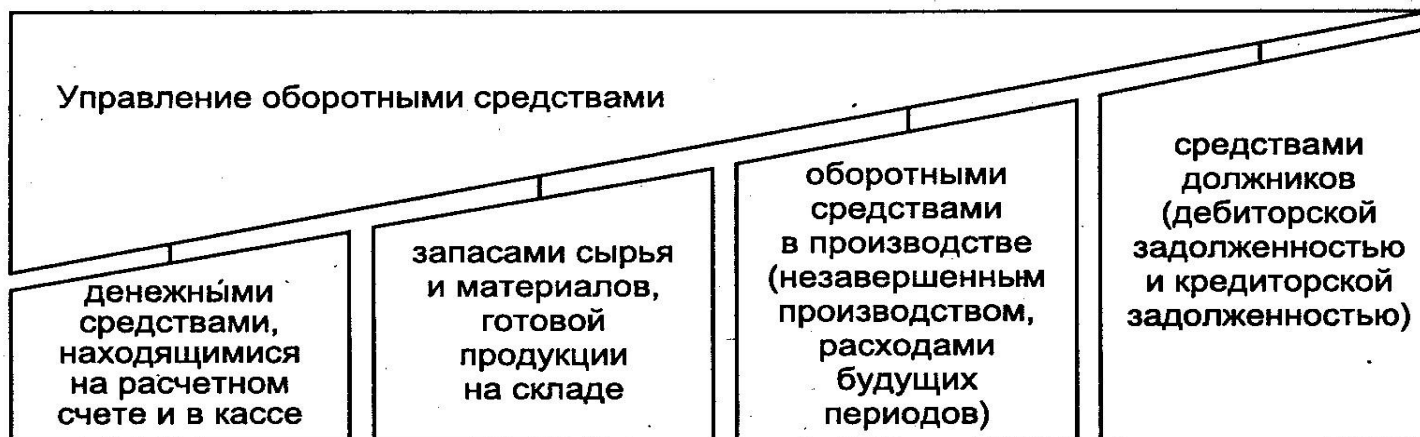 Управление оборотными средствами
денежными
средствами,
находящимися
на расчетном
счете и в кассе
запасами сырья
и материалов,
готовой
продукции
на складе
оборотными
средствами
в производстве
(незавершенным
производством,
расходами
будущих
периодов)
средствами
должников
(дебиторской
задолженностью
и кредиторской
задолженностью)